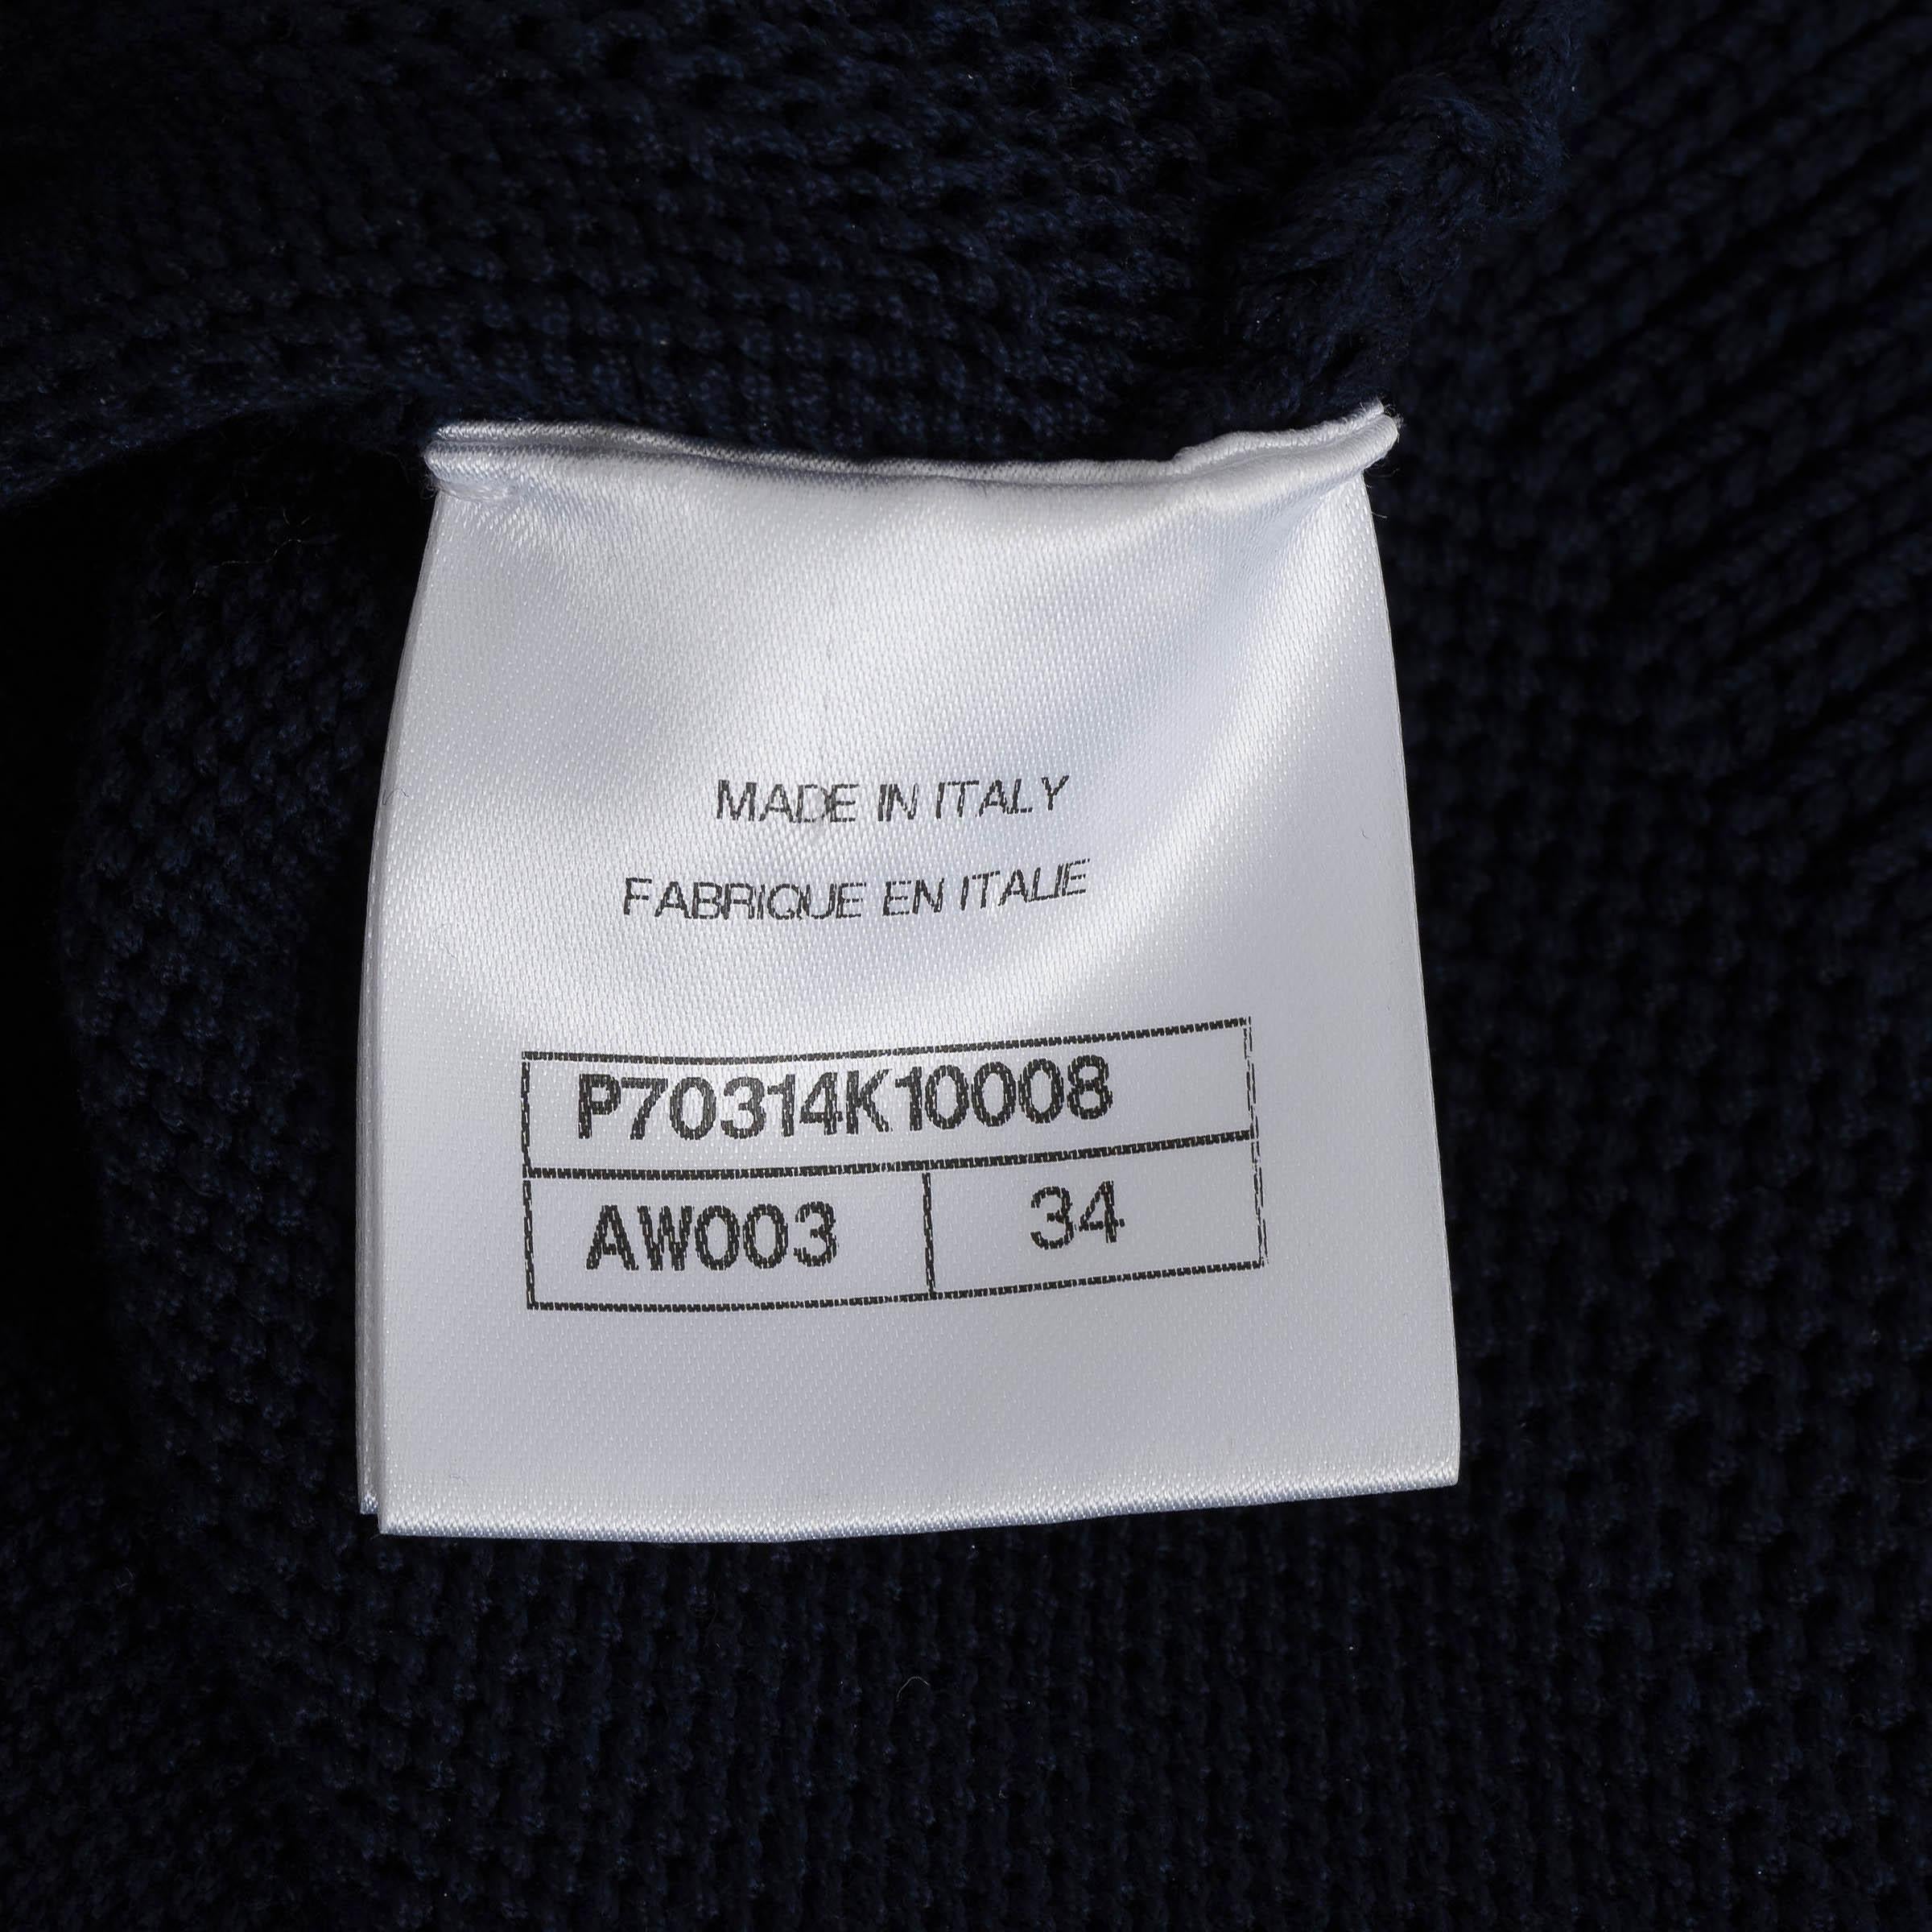 MADE IN ITALY
FABRIQUE EN ITALIE
P70314K10008
AW003 34